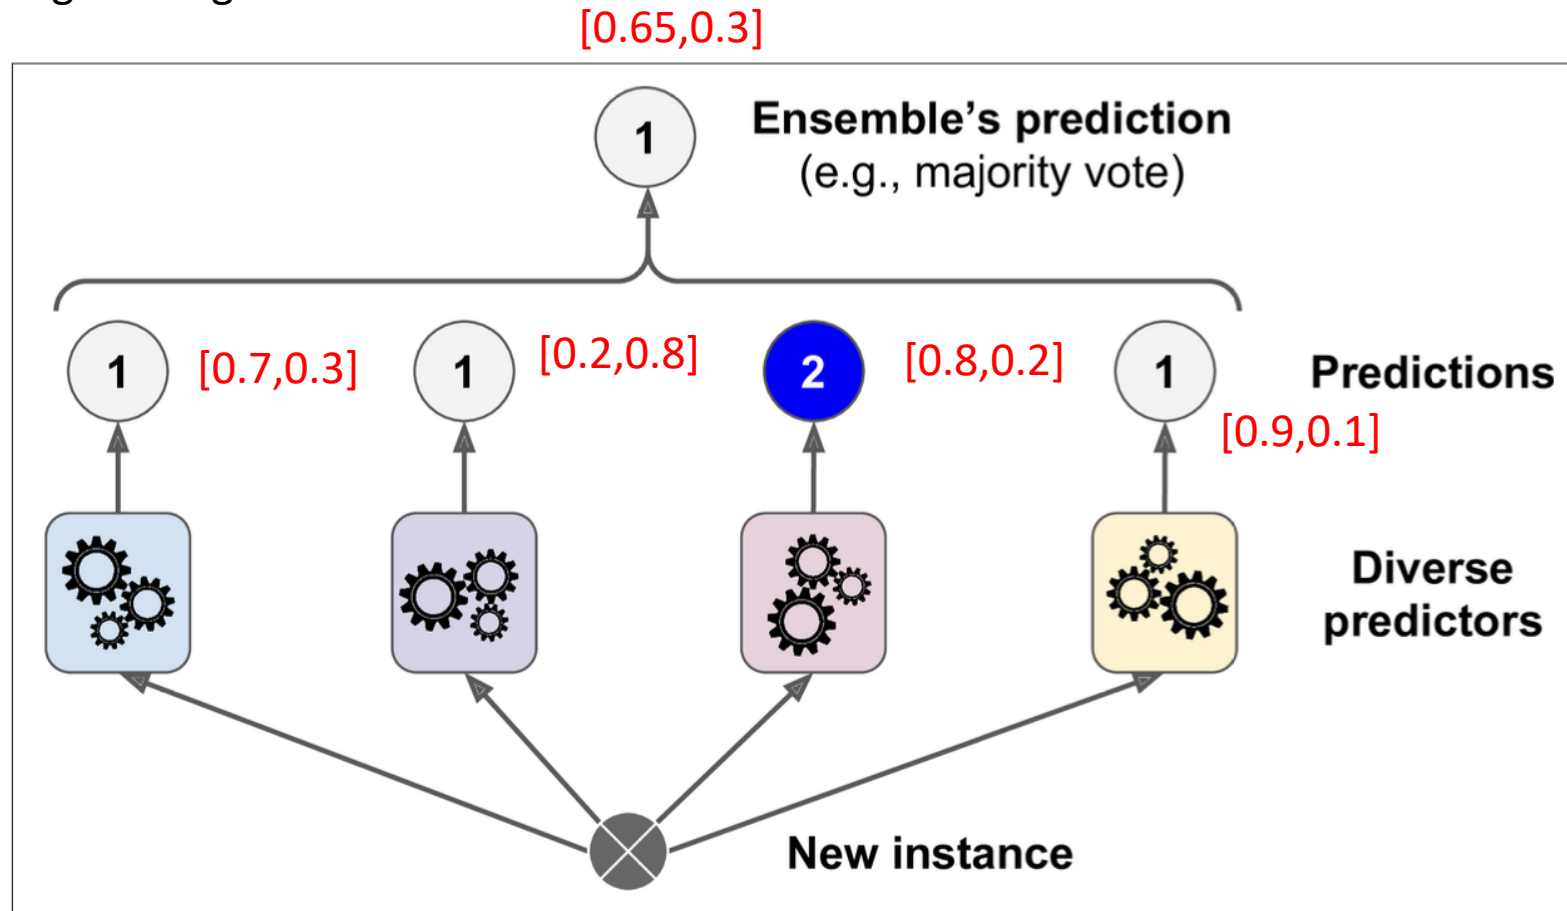 [0.65,0.3]
1
Ensemble’s prediction
(e.g., majority vote)
1
[0.7,0.3]
1
[0.2,0.8]
2
[0.8,0.2]
1
[0.9,0.1]
Predictions
Diverse
predictors
New instance